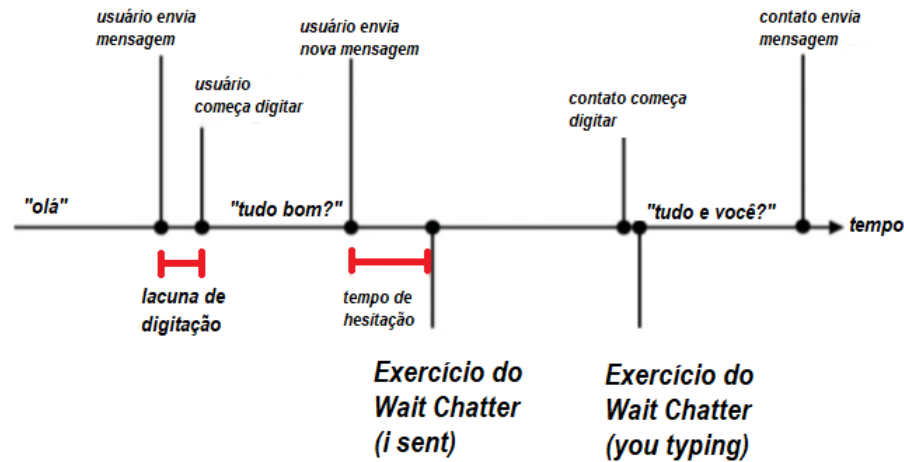 usuário envia
mensagem
usuário
começa digitar
usuário envia
nova mensagem
contato começa
digitar
contato envia
mensagem
"olá"
"tudo bom?"
"tudo e você?"
tempo
lacuna de
digitação
tempo de
hesitação
Exercício do
Wait Chatter
(i sent)
Exercício do
Wait Chatter
(you typing)